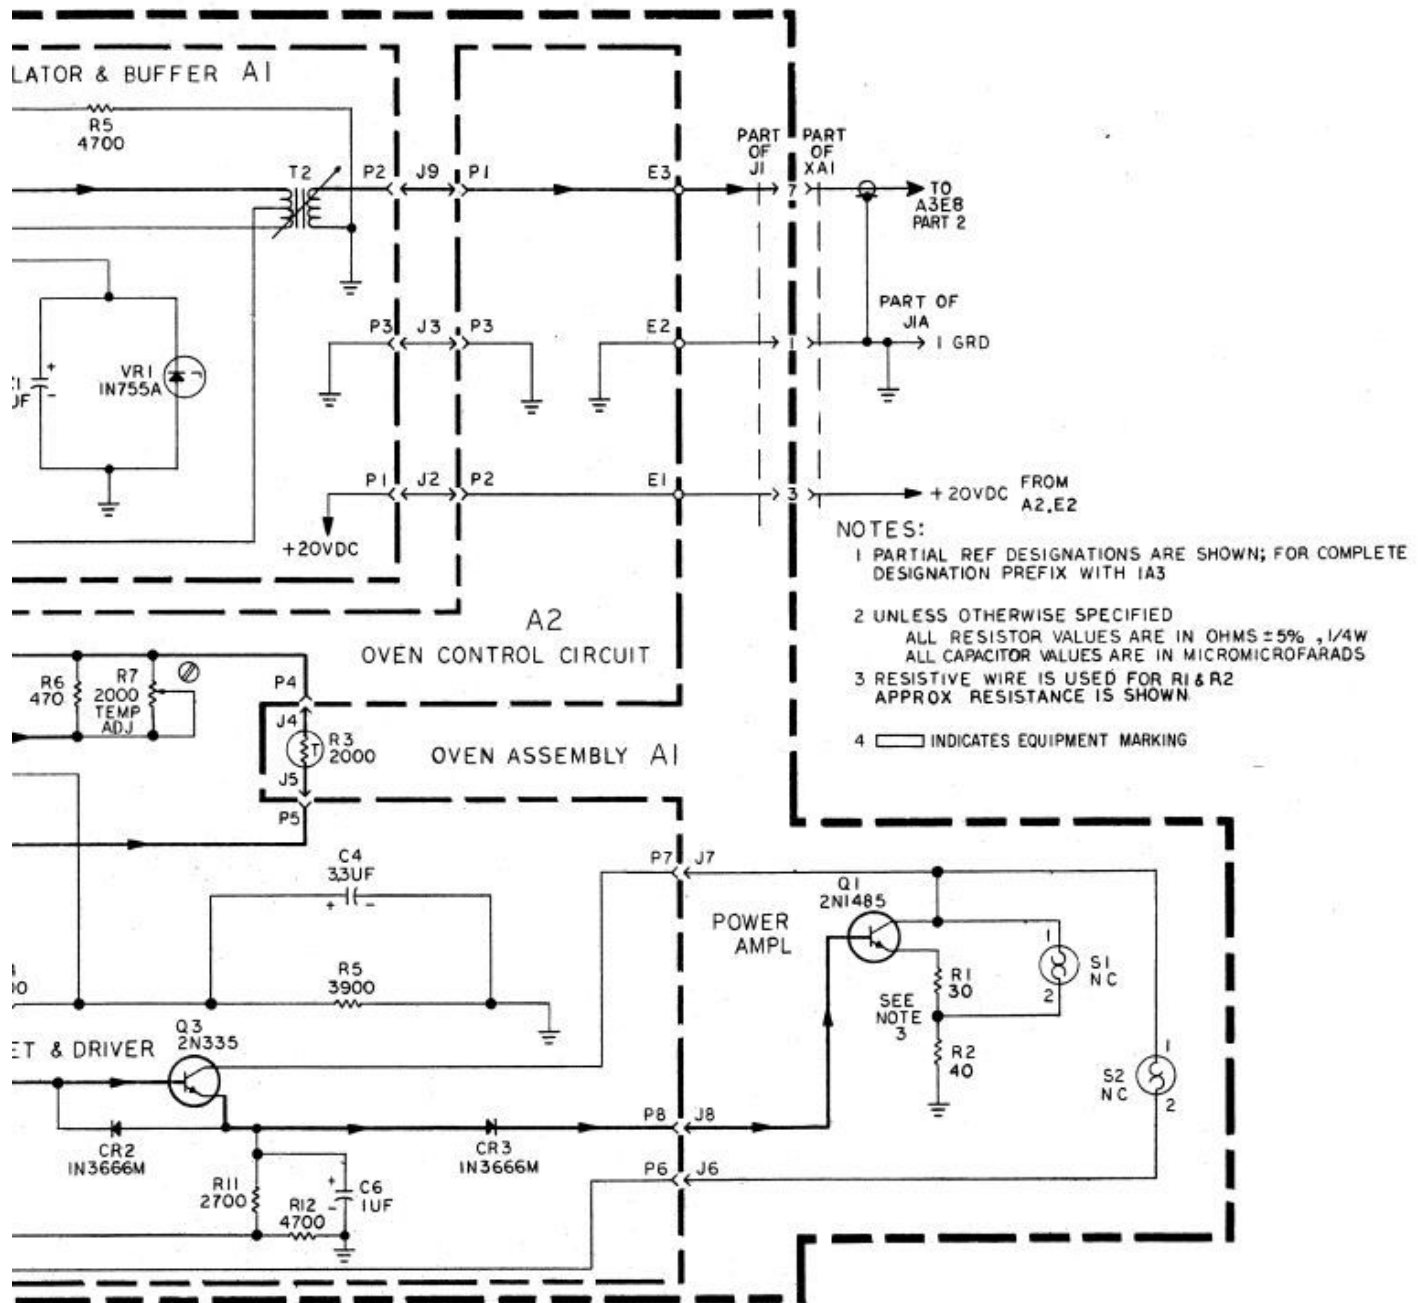 LATOR & BUFFER A1
R5
4700
T2
P2
J9
P1
E3
PART
OF
J1
PART
OF
XA1
7
TO
A3E8
PART 2
PART OF
J1A
P3
J3
P3
E2
1
1 GRD
+
-
UF
VR1
1N755A
P1
J2
P2
E1
3
+20VDC
FROM
A2,E2
+20VDC
NOTES:
1 PARTIAL REF DESIGNATIONS ARE SHOWN; FOR COMPLETE
DESIGNATION PREFIX WITH 1A3
2 UNLESS OTHERWISE SPECIFIED
ALL RESISTOR VALUES ARE IN OHMS ±5% , 1/4W
ALL CAPACITOR VALUES ARE IN MICROMICROFARADS
3 RESISTIVE WIRE IS USED FOR R1 & R2
APPROX RESISTANCE IS SHOWN
4 INDICATES EQUIPMENT MARKING
A2
OVEN CONTROL CIRCUIT
R6
470
R7
2000
TEMP
ADJ
P4
J4
T
R3
2000
J5
P5
OVEN ASSEMBLY A1
C4
3.3UF
+ -
P7
J7
Q1
2N1485
POWER
AMPL
R5
3900
R1
30
1
S1
NC
2
SEE
NOTE
3
R2
40
Q3
2N335
ET & DRIVER
1
S2
NC
2
P8
J8
CR2
1N3666M
CR3
1N3666M
P6
J6
R11
2700
R12
4700
+
-
C6
1UF